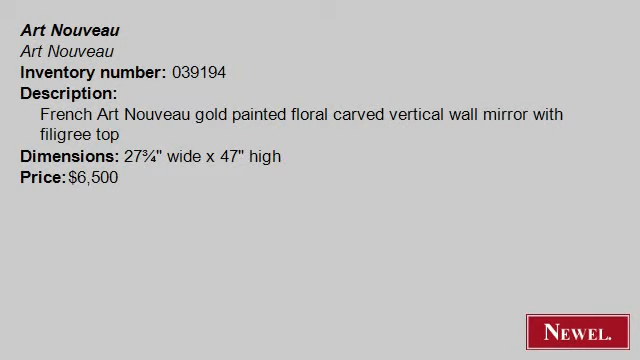 Art Nouveau
Art Nouveau
Inventory number: 039194
Description:
French Art Nouveau gold painted floral carved vertical wall mirror with
filigree top
Dimensions: 27¾" wide x 47" high
Price:$6,500
NEWEL.